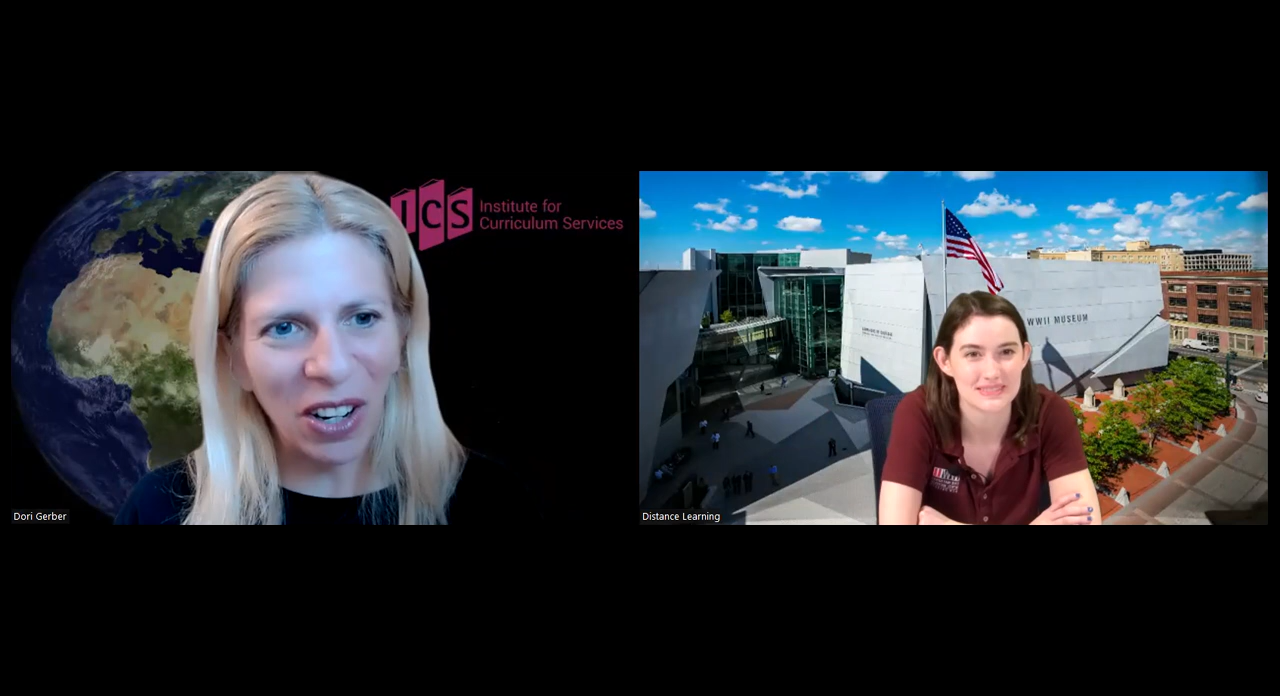 ICS
Institute for
Curriculum Services
WWII MUSEUM
Dori Gerber
Distance Learning